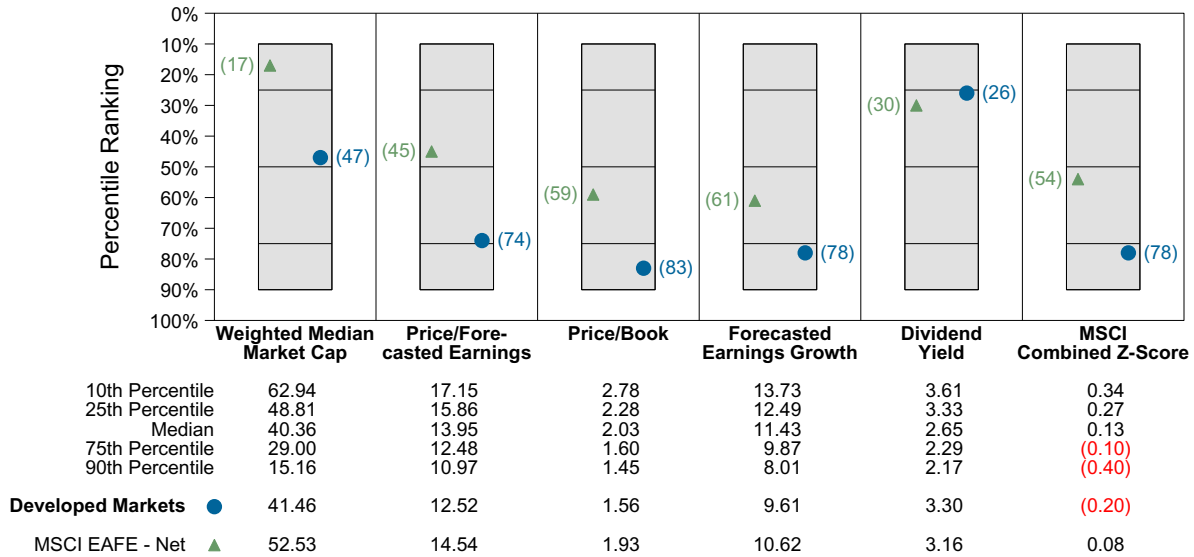 Percentile Ranking
0%
10%
20%
30%
40%
50%
60%
70%
80%
90%
100%
(17)
(47)
(45)
(74)
(59)
(83)
(61)
(78)
(30)
(26)
(54)
(78)
Weighted Median
Market Cap
Price/Fore-
casted Earnings
Price/Book
Forecasted
Earnings Growth
Dividend
Yield
MSCI
Combined Z-Score
10th Percentile 62.94 17.15 2.78 13.73 3.61 0.34
25th Percentile 48.81 15.86 2.28 12.49 3.33 0.27
Median 40.36 13.95 2.03 11.43 2.65 0.13
75th Percentile 29.00 12.48 1.60 9.87 2.29 (0.10)
90th Percentile 15.16 10.97 1.45 8.01 2.17 (0.40)
Developed Markets 41.46 12.52 1.56 9.61 3.30 (0.20)
MSCI EAFE - Net 52.53 14.54 1.93 10.62 3.16 0.08